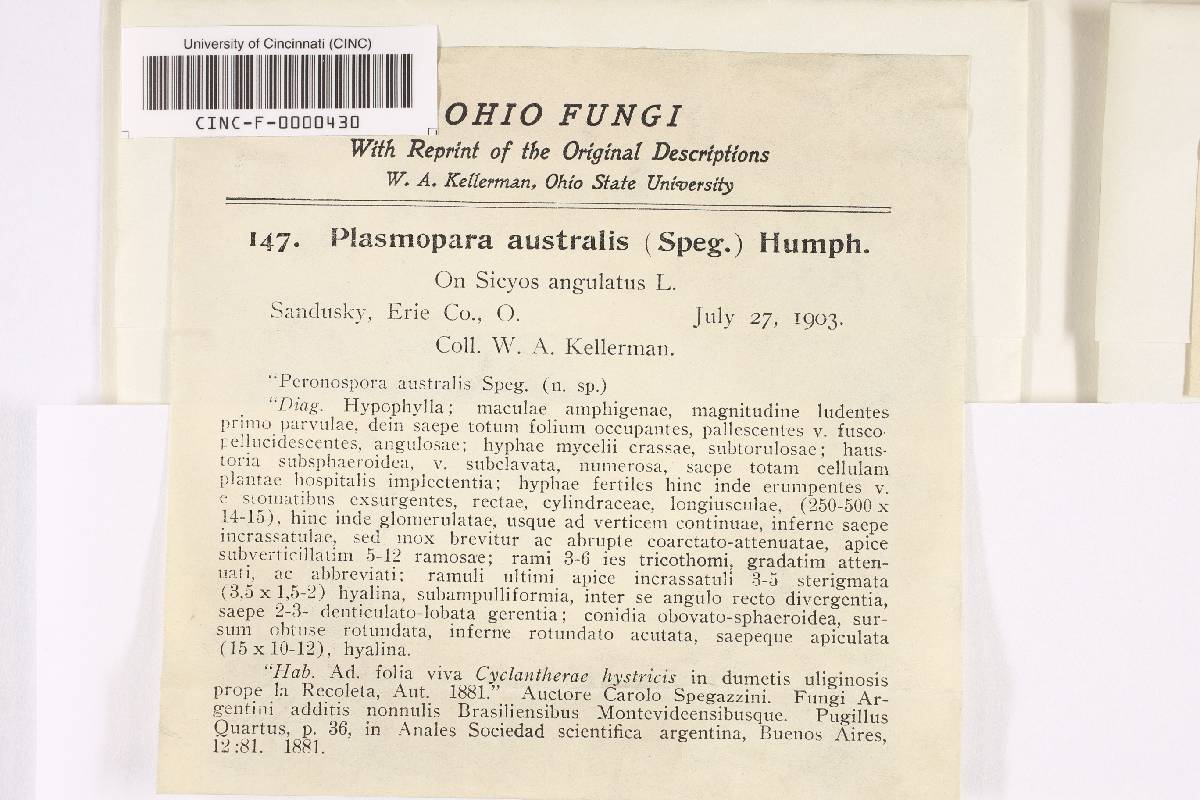 University of Cincinnati (CINC)
CINC-F-0000430
OHIO FUNGI
With Reprint of the Original Descriptions
W. A. Kellerman, Ohio State University
147. Plasmopara australis (Speg.) Humph.
On Sicyos angulatus L.
Sandusky, Erie Co., O. July 27, 1903.
Coll. W. A. Kellerman.
"Peronospora australis Speg. (n. sp.)
"Diag. Hypophylla; maculae amphigenae, magnitudine ludentes
primo parvulae, dein saepe totum folium occupantes, pallescentes v. fusco-
pellucidescentes, angulosae; hyphae mycelii crassae, subtorulosae; haus-
toria subsphaeroidea, v. subclavata, numerosa, saepe totam cellulam
plantae hospitalis implectentia; hyphae fertiles hinc inde erumpentes v.
e stomatibus exsurgentes, rectae, cylindraceae, longiusculae, (250-500 x
14-15), hinc inde glomerulatae, usque ad verticem continuae, inferne saepe
incrassatulae, sed mox brevitur ac abrupte coarctato-attenuatae, apice
subverticillatim 5-12 ramosae; rami 3-6 ies tricothomi, gradatim atten-
uati, ac abbreviati; ramuli ultimi apice incrassatuli 3-5 sterigmata
(3,5 x 1,5-2) hyalina, subampulliformia, inter se angulo recto divergentia,
saepe 2-3- denticulato-lobata gerentia; conidia obovato-sphaeroidea, sur-
sum obtuse rotundata, inferne rotundato acutata, saepeque apiculata
(15 x 10-12), hyalina.
"Hab. Ad. folia viva Cyclantherae hystricis in dumetis uliginosis
prope la Recoleta, Aut. 1881." Auctore Carolo Spegazzini. Fungi Ar-
gentini additis nonnulis Brasiliensibus Montevideensibusque. Pugillus
Quartus, p. 36, in Anales Sociedad scientifica argentina, Buenos Aires,
12:81. 1881.